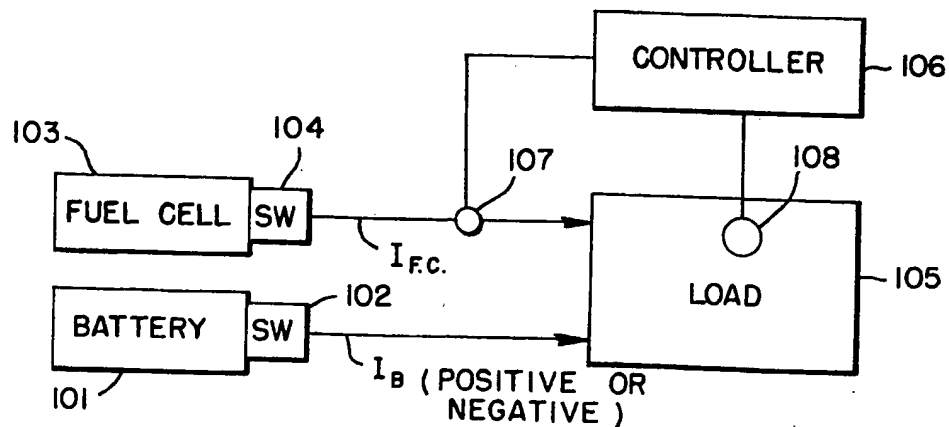 CONTROLLER
106
103
104
107
108
FUEL CELL
SW
I F.C.
LOAD
105
102
BATTERY
SW
101
I B (POSITIVE OR
NEGATIVE)